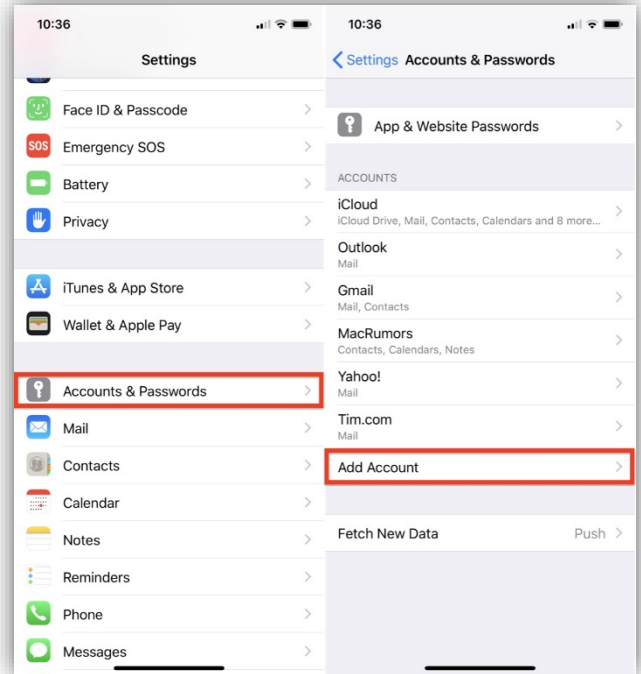 10:36
Settings
Face ID & Passcode
SOS
Emergency SOS
Battery
Privacy
iTunes & App Store
Wallet & Apple Pay
Accounts & Passwords
Mail
Contacts
Calendar
Notes
Reminders
Phone
Messages
10:36
Settings Accounts & Passwords
App & Website Passwords
ACCOUNTS
iCloud
iCloud Drive, Mail, Contacts, Calendars and 8 more...
Outlook
Mail
Gmail
Mail, Contacts
MacRumors
Contacts, Calendars, Notes
Yahoo!
Mail
Tim.com
Mail
Add Account
Fetch New Data Push